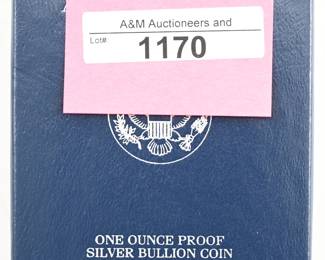 A&M Auctioneers and
Lot#:
1170
ONE OUNCE PROOF
SILVER BULLION COIN